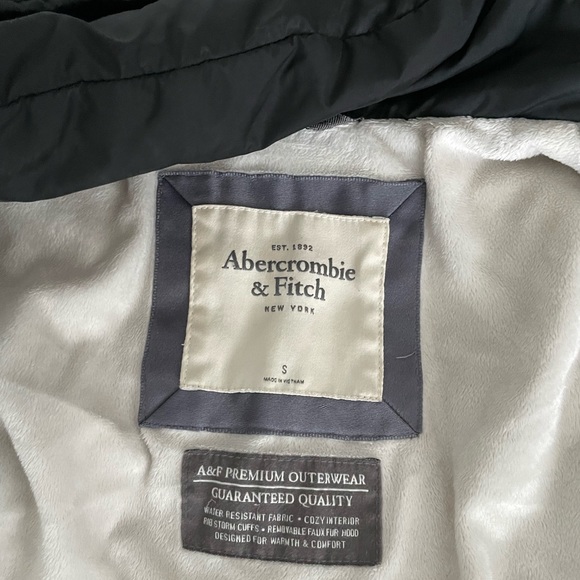 EST. 1892
Abercrombie
& Fitch
NEW YORK
S
MADE IN VIETNAM
A&F PREMIUM OUTERWEAR
GUARANTEED QUALITY
WATER RESISTANT FABRIC • COZY INTERIOR
RIB STORM CUFFS • REMOVABLE FAUX FUR HOOD
DESIGNED FOR WARMTH & COMFORT